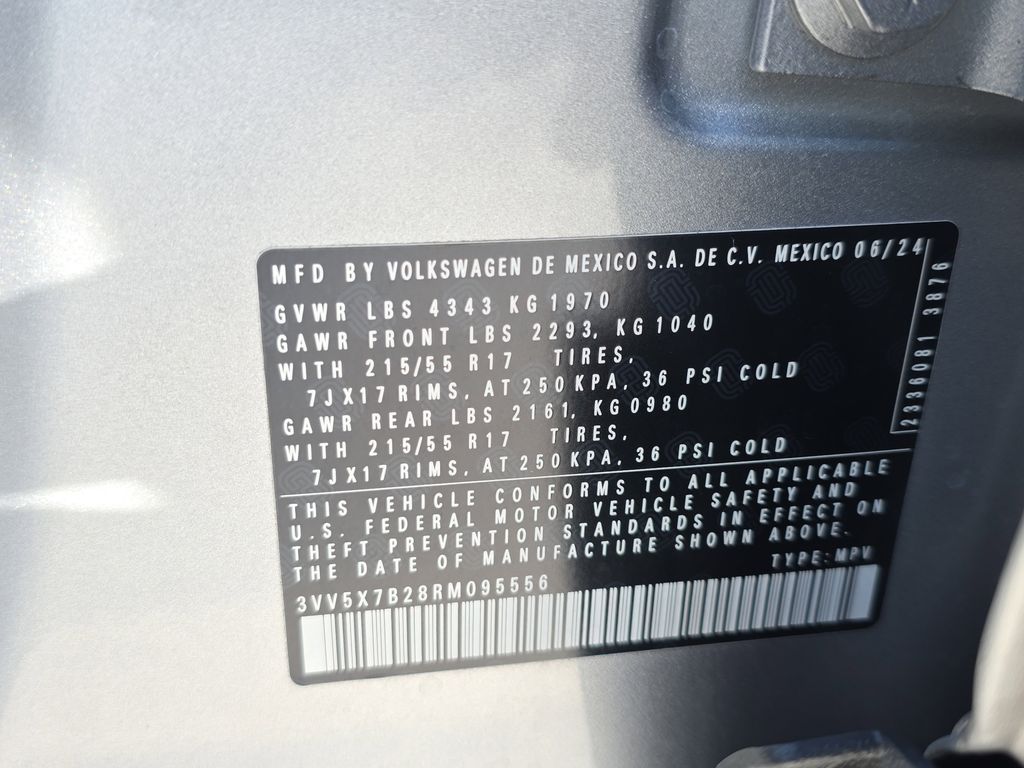 MFD BY VOLKSWAGEN DE MEXICO S.A. DE C.V. MEXICO 06/24
GVWR LBS 4343 KG 1970
GAWR FRONT LBS 2293, KG 1040
WITH 215/55 R17 TIRES,
7JX17 RIMS, AT 250 KPA, 36 PSI COLD
GAWR REAR LBS 2161, KG 0980
WITH 215/55 R17 TIRES,
7JX17 RIMS, AT 250 KPA, 36 PSI COLD
2336081 3876
THIS VEHICLE CONFORMS TO ALL APPLICABLE
U.S. FEDERAL MOTOR VEHICLE SAFETY AND
THEFT PREVENTION STANDARDS IN EFFECT ON
THE DATE OF MANUFACTURE SHOWN ABOVE.
TYPE: MPV
3VV5X7B28RM095556